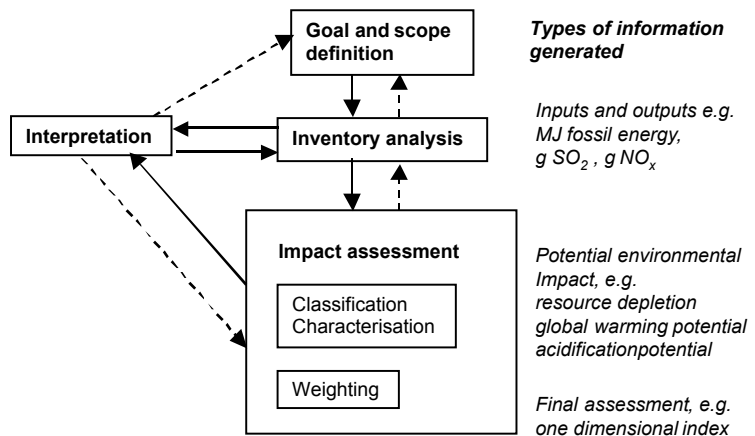 Goal and scope
definition
Types of information
generated
Interpretation
Inventory analysis
Inputs and outputs e.g.
MJ fossil energy,
g SO2 , g NOx
Impact assessment
Classification
Characterisation
Weighting
Potential environmental
Impact, e.g.
resource depletion
global warming potential
acidificationpotential
Final assessment, e.g.
one dimensional index